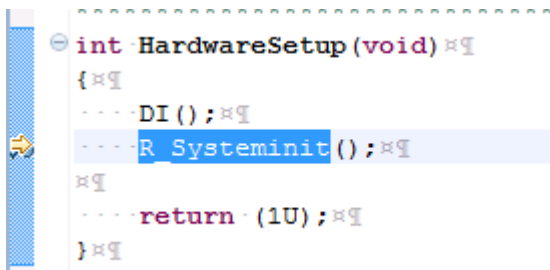 int HardwareSetup(void)¤¶
{¤¶
····DI();¤¶
····R_Systeminit();¤¶
¤¶
····return·(1U);¤¶
}¤¶